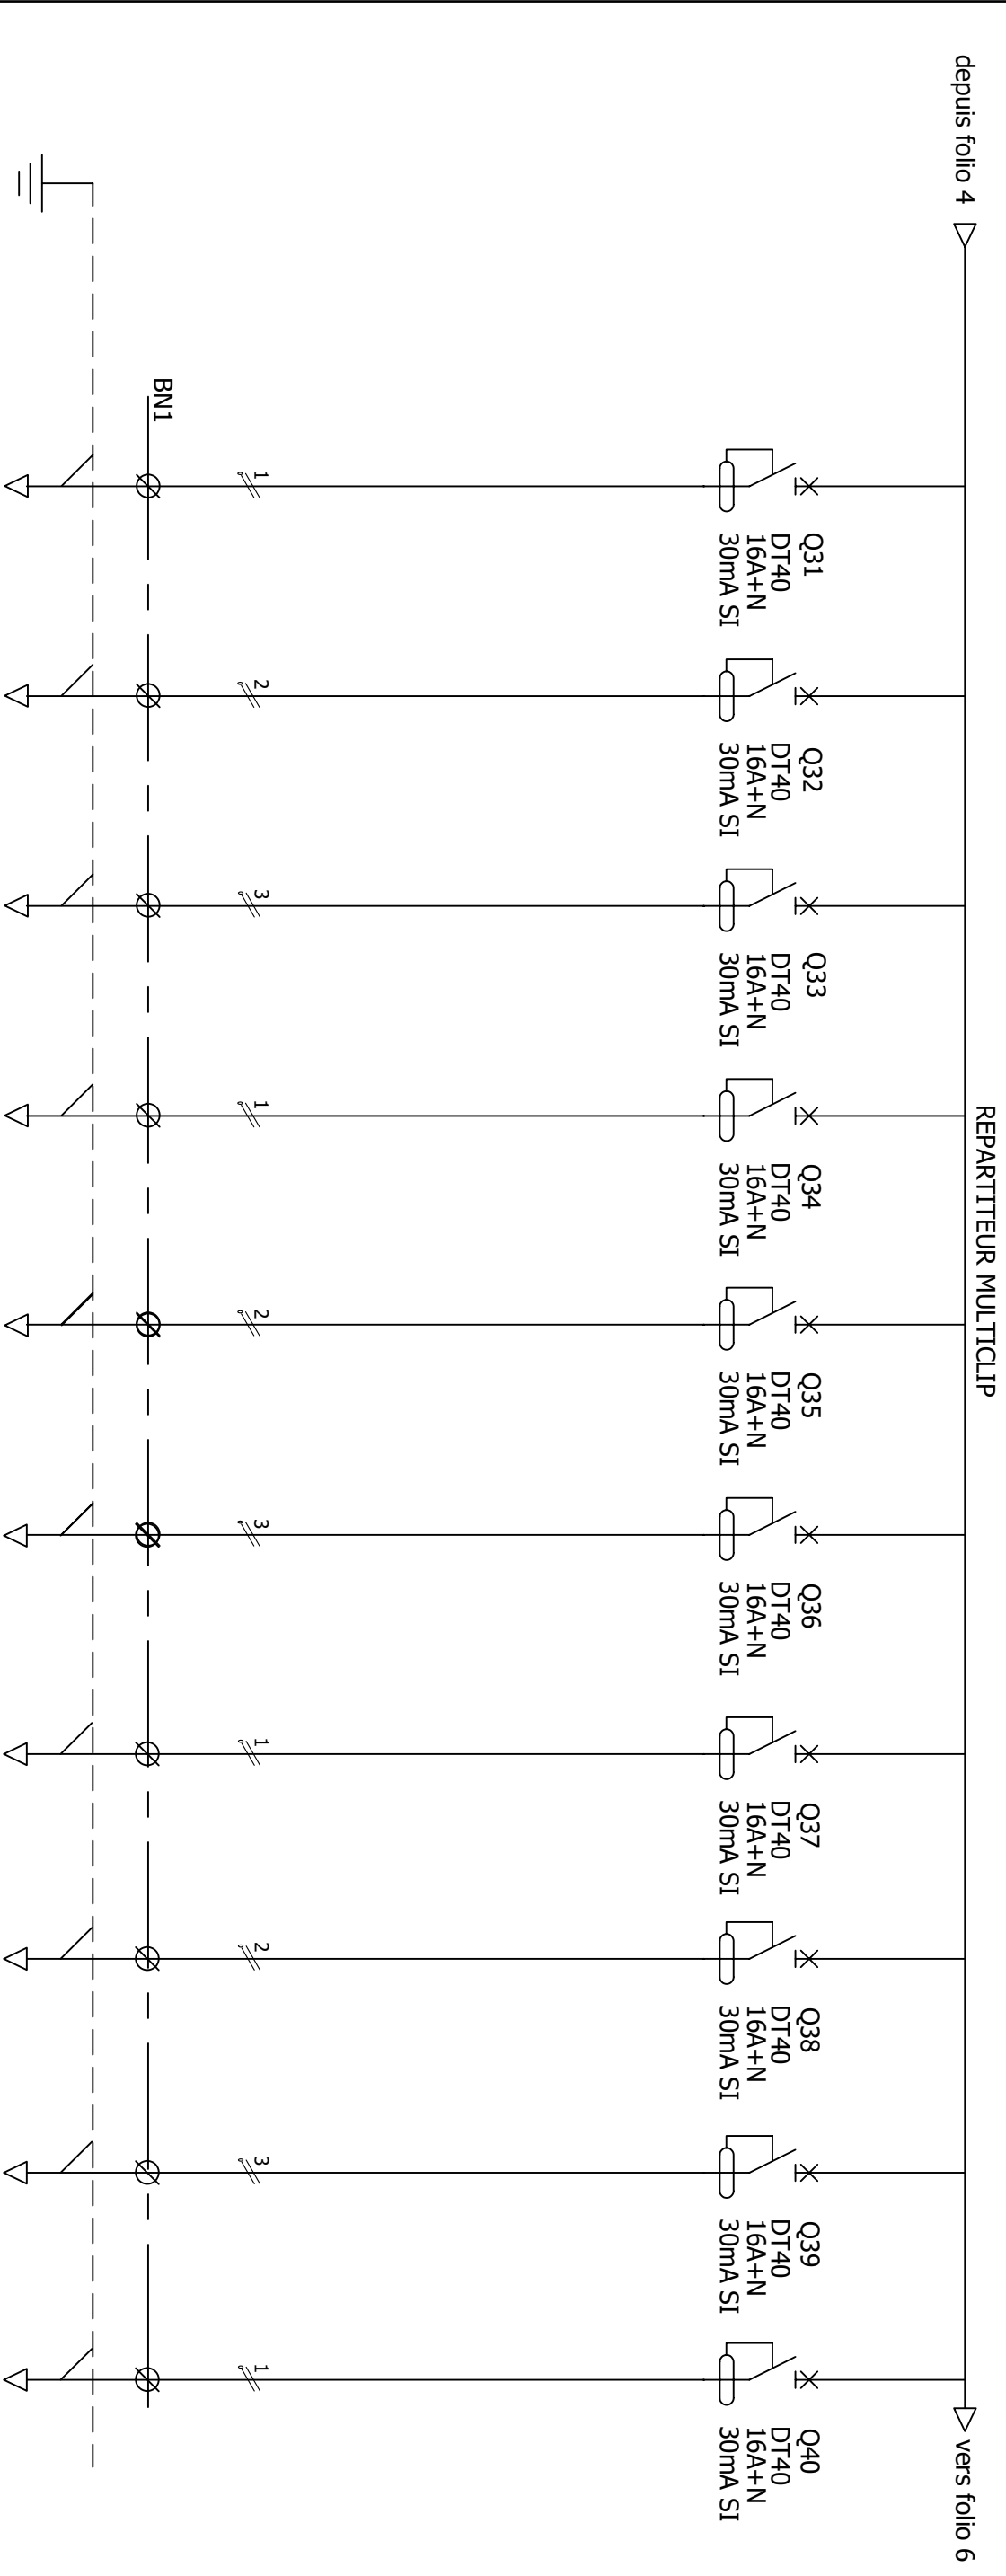 depuis folio 4
REPARTITEUR MULTICLIP
vers folio 6
Q31
DT40
16A+N
30mA SI
Q32
DT40
16A+N
30mA SI
Q33
DT40
16A+N
30mA SI
Q34
DT40
16A+N
30mA SI
Q35
DT40
16A+N
30mA SI
Q36
DT40
16A+N
30mA SI
Q37
DT40
16A+N
30mA SI
Q38
DT40
16A+N
30mA SI
Q39
DT40
16A+N
30mA SI
Q40
DT40
16A+N
30mA SI
1
2
3
1
2
3
1
2
3
1
BN1